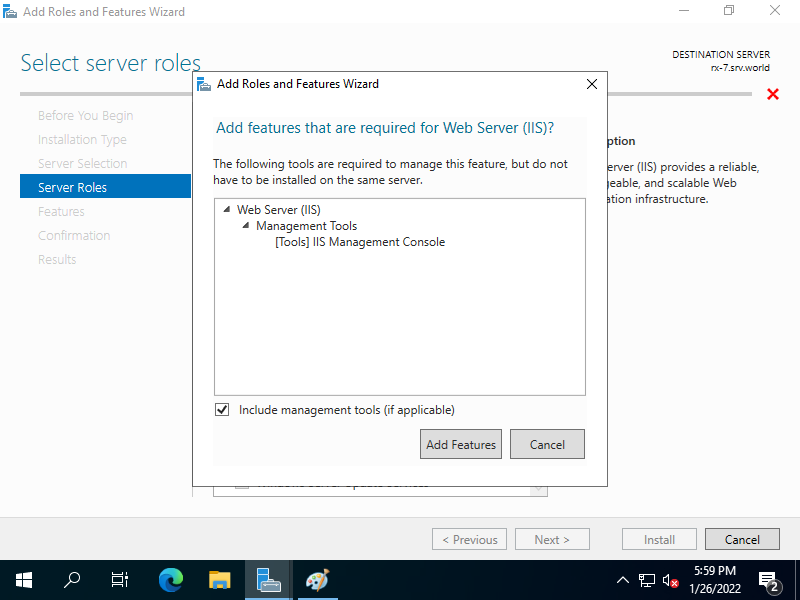 Add Roles and Features Wizard
Select server roles
DESTINATION SERVER
rx-7.srv.world
Before You Begin
Installation Type
Server Selection
Server Roles
Features
Confirmation
Results
Add Roles and Features Wizard
Add features that are required for Web Server (IIS)?
The following tools are required to manage this feature, but do not
have to be installed on the same server.
Web Server (IIS)
Management Tools
[Tools] IIS Management Console
Include management tools (if applicable)
Add Features
Cancel
ption
erver (IIS) provides a reliable,
geable, and scalable Web
ation infrastructure.
< Previous
Next >
Install
Cancel
5:59 PM
1/26/2022
2